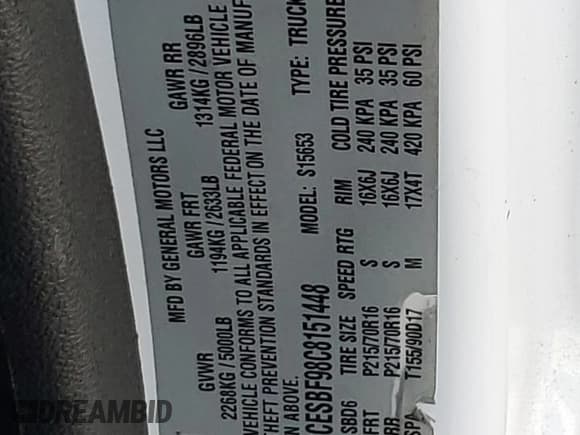 MFD BY GENERAL MOTORS LLC
GVWR GAWR FRT GAWR RR
2268KG / 5000LB 1194KG / 2633LB 1314KG / 2896LB
VEHICLE CONFORMS TO ALL APPLICABLE FEDERAL MOTOR VEHICLE
THEFT PREVENTION STANDARDS IN EFFECT ON THE DATE OF MANUF
ABOVE.
CESBF98C8151448 MODEL: S15653 TYPE: TRUCK
SBD6 TIRE SIZE SPEED RTG RIM COLD TIRE PRESSURE
FRT P215/70R16 S 16X6J 240 KPA 35 PSI
RR P215/70R16 S 16X6J 240 KPA 35 PSI
SP T155/90D17 M 17X4T 420 KPA 60 PSI
DREAMBID